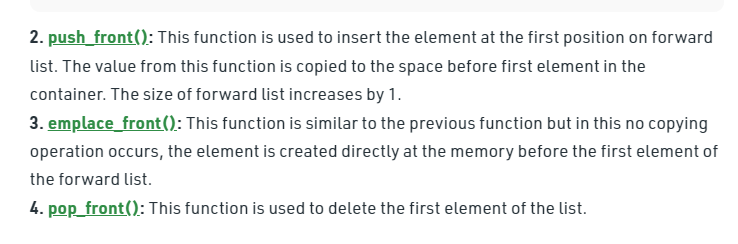 2. push_front(): This function is used to insert the element at the first position on forward
list. The value from this function is copied to the space before first element in the
container. The size of forward list increases by 1.
3. emplace_front(): This function is similar to the previous function but in this no copying
operation occurs, the element is created directly at the memory before the first element of
the forward list.
4. pop_front(): This function is used to delete the first element of the list.